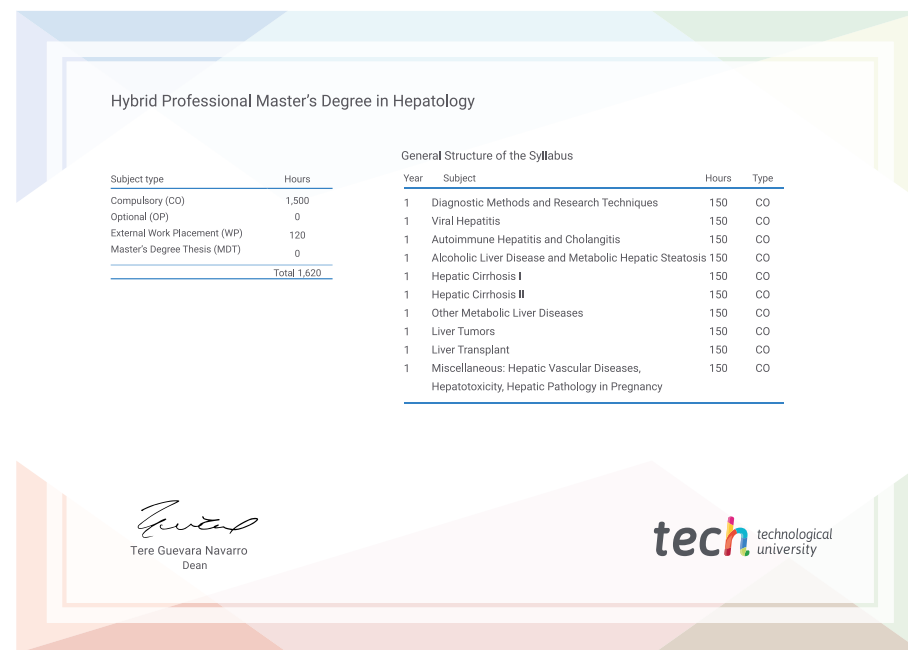 Hybrid Professional Master's Degree in Hepatology
Subject type Hours
Compulsory (CO) 1,500
Optional (OP) 0
External Work Placement (WP) 120
Master's Degree Thesis (MDT) 0
Total 1,620
General Structure of the Syllabus
Year Subject Hours Type
1 Diagnostic Methods and Research Techniques 150 CO
1 Viral Hepatitis 150 CO
1 Autoimmune Hepatitis and Cholangitis 150 CO
1 Alcoholic Liver Disease and Metabolic Hepatic Steatosis 150 CO
1 Hepatic Cirrhosis I 150 CO
1 Hepatic Cirrhosis II 150 CO
1 Other Metabolic Liver Diseases 150 CO
1 Liver Tumors 150 CO
1 Liver Transplant 150 CO
1 Miscellaneous: Hepatic Vascular Diseases, 150 CO
Hepatotoxicity, Hepatic Pathology in Pregnancy
Tere Guevara Navarro
Dean
tech technological
university